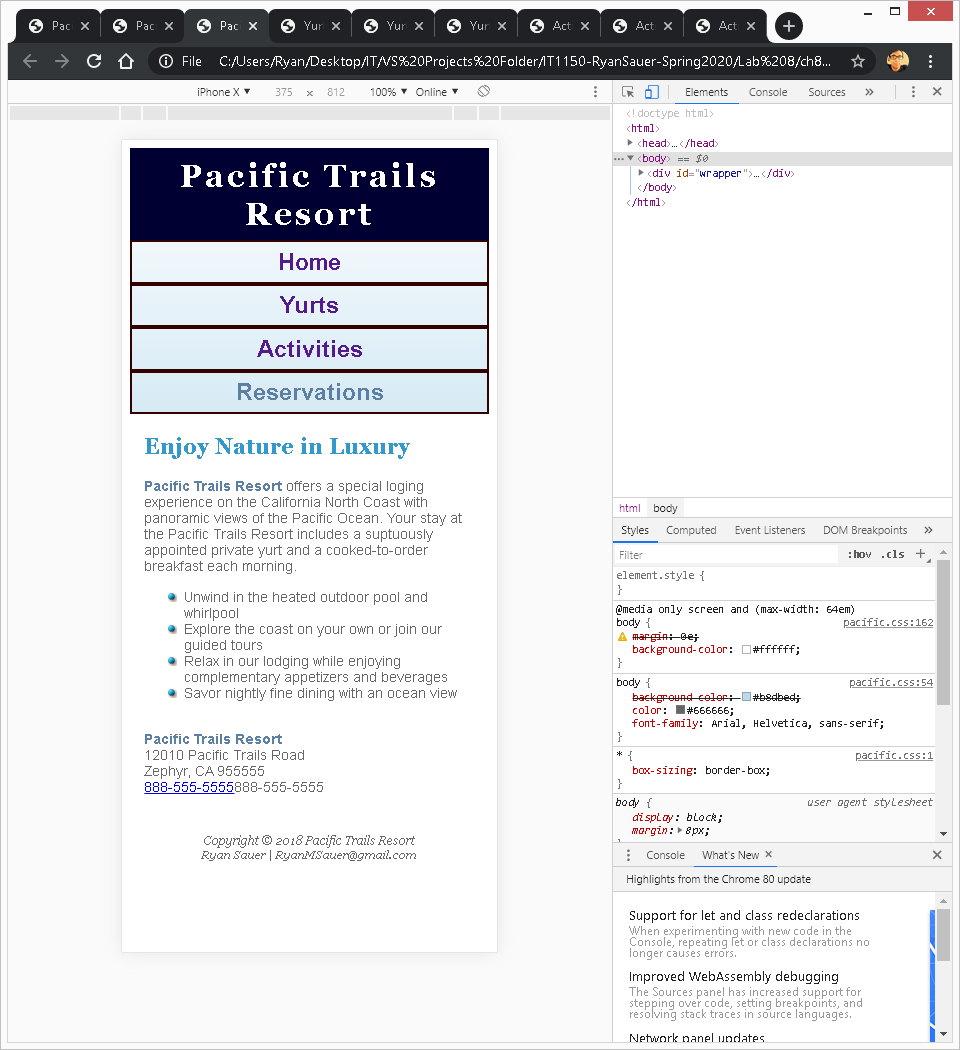 Pac
Pac
Pac
Yur
Yur
Yur
Act
Act
Act
File C:/Users/Ryan/Desktop/IT/VS%20Projects%20Folder/IT1150-RyanSauer-Spring2020/Lab%208/ch8...
iPhone X ▼ 375 × 812 100% ▼ Online ▼
Elements Console Sources »
<!doctype html>
<html>
▶<head>…</head>
…▼<body> == $0
▶<div id="wrapper">…</div>
</body>
</html>
Pacific Trails
Resort
Home
Yurts
Activities
Reservations
Enjoy Nature in Luxury
Pacific Trails Resort offers a special loging
experience on the California North Coast with
panoramic views of the Pacific Ocean. Your stay at
the Pacific Trails Resort includes a suptuously
appointed private yurt and a cooked-to-order
breakfast each morning.
Unwind in the heated outdoor pool and
whirlpool
Explore the coast on your own or join our
guided tours
Relax in our lodging while enjoying
complementary appetizers and beverages
Savor nightly fine dining with an ocean view
Pacific Trails Resort
12010 Pacific Trails Road
Zephyr, CA 955555
888-555-5555888-555-5555
Copyright © 2018 Pacific Trails Resort
Ryan Sauer | RyanMSauer@gmail.com
html body
Styles Computed Event Listeners DOM Breakpoints »
Filter :hov .cls +
element.style {
}
@media only screen and (max-width: 64em)
body { pacific.css:162
margin: 0e;
background-color: #ffffff;
}
body { pacific.css:54
background-color: #b8dbed;
color: #666666;
font-family: Arial, Helvetica, sans-serif;
}
* { pacific.css:1
box-sizing: border-box;
}
body { user agent stylesheet
display: block;
margin:▶8px;
}
Console What's New ×
Highlights from the Chrome 80 update
Support for let and class redeclarations
When experimenting with new code in the
Console, repeating let or class declarations no
longer causes errors.
Improved WebAssembly debugging
The Sources panel has increased support for
stepping over code, setting breakpoints, and
resolving stack traces in source languages.
Network panel updates